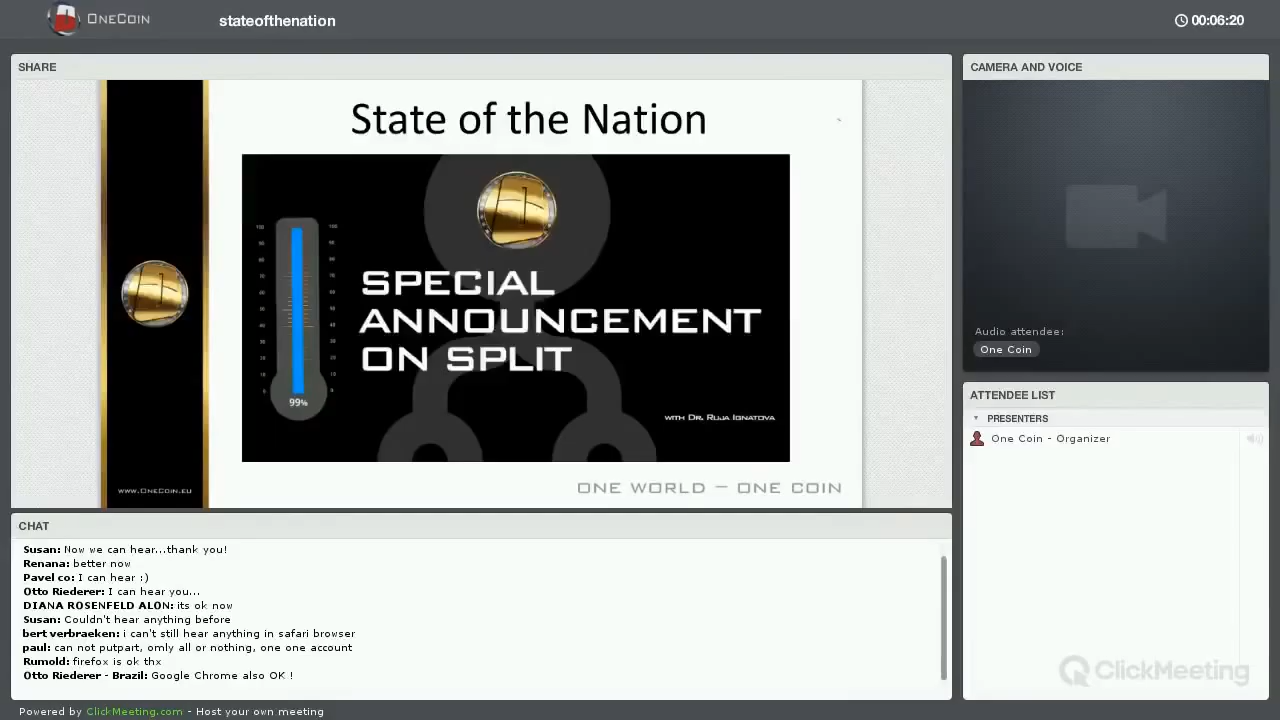 OneCoin
stateofthenation
00:06:20
SHARE
State of the Nation
SPECIAL
ANNOUNCEMENT
ON SPLIT
99%
with Dr. Ruja Ignatova
www.OneCoin.eu
ONE WORLD – ONE COIN
CAMERA AND VOICE
Audio attendee:
One Coin
ATTENDEE LIST
PRESENTERS
One Coin - Organizer
CHAT
Susan: Now we can hear...thank you!
Renana: better now
Pavel co: I can hear :)
Otto Riederer: I can hear you...
DIANA ROSENFELD ALON: its ok now
Susan: Couldn't hear anything before
bert verbraeken: i can't still hear anything in safari browser
paul: can not putpart, omly all or nothing, one one account
Rumold: firefox is ok thx
Otto Riederer - Brazil: Google Chrome also OK !
ClickMeeting
Powered by ClickMeeting.com - Host your own meeting